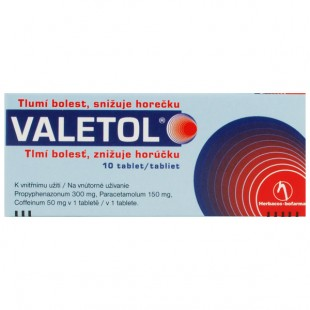 Tlumí bolest, snižuje horečku
VALETOL®
Tlmí bolesť, znižuje horúčku
10 tablet/tabliet
K vnitřnímu užití / Na vnútorné užívanie
Propyphenazonum 300 mg, Paracetamolum 150 mg,
Coffeinum 50 mg v 1 tabletě / v 1 tablete.
Herbacos-bofarma